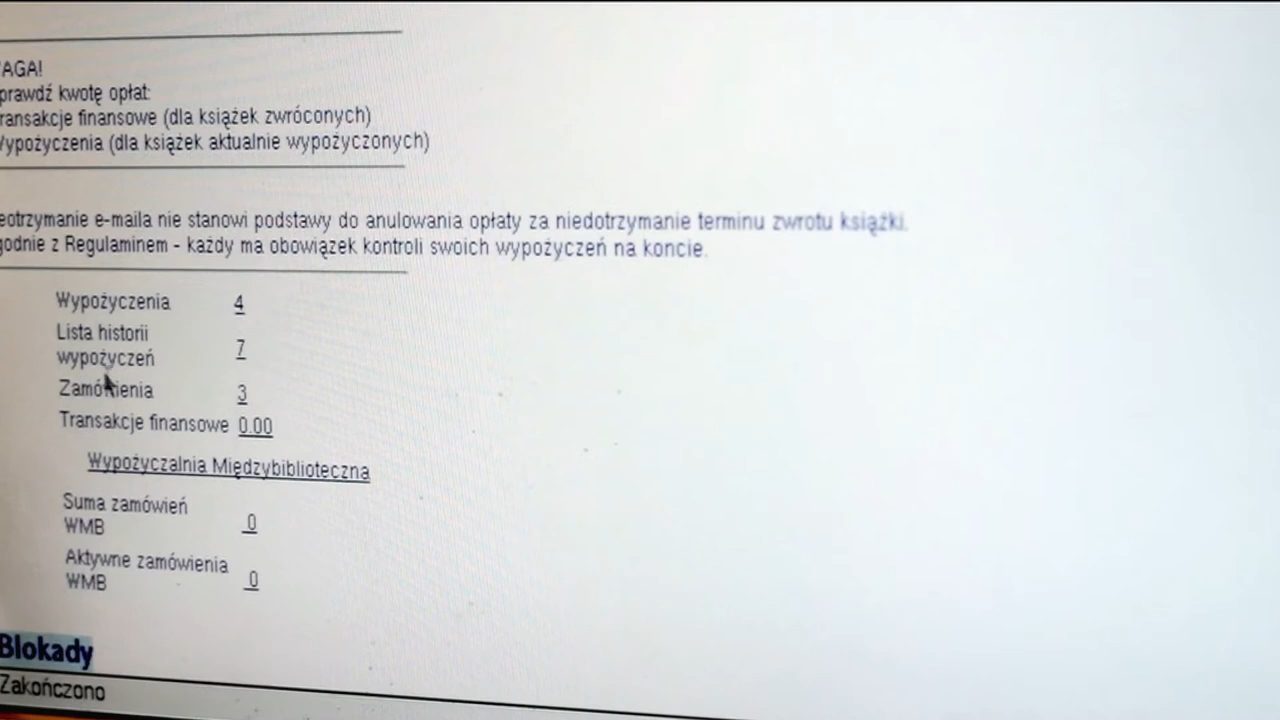 AGA!
prawdź kwotę opłat:
ransakcje finansowe (dla książek zwróconych)
ypożyczenia (dla książek aktualnie wypożyczonych)
eotrzymanie e-maila nie stanowi podstawy do anulowania opłaty za niedotrzymanie terminu zwrotu książki.
godnie z Regulaminem - każdy ma obowiązek kontroli swoich wypożyczeń na koncie.
Wypożyczenia 4
Lista historii
wypożyczeń 7
Zamówienia 3
Transakcje finansowe 0.00
Wypożyczalnia Międzybiblioteczna
Suma zamówień
WMB 0
Aktywne zamówienia
WMB 0
Blokady
Zakończono